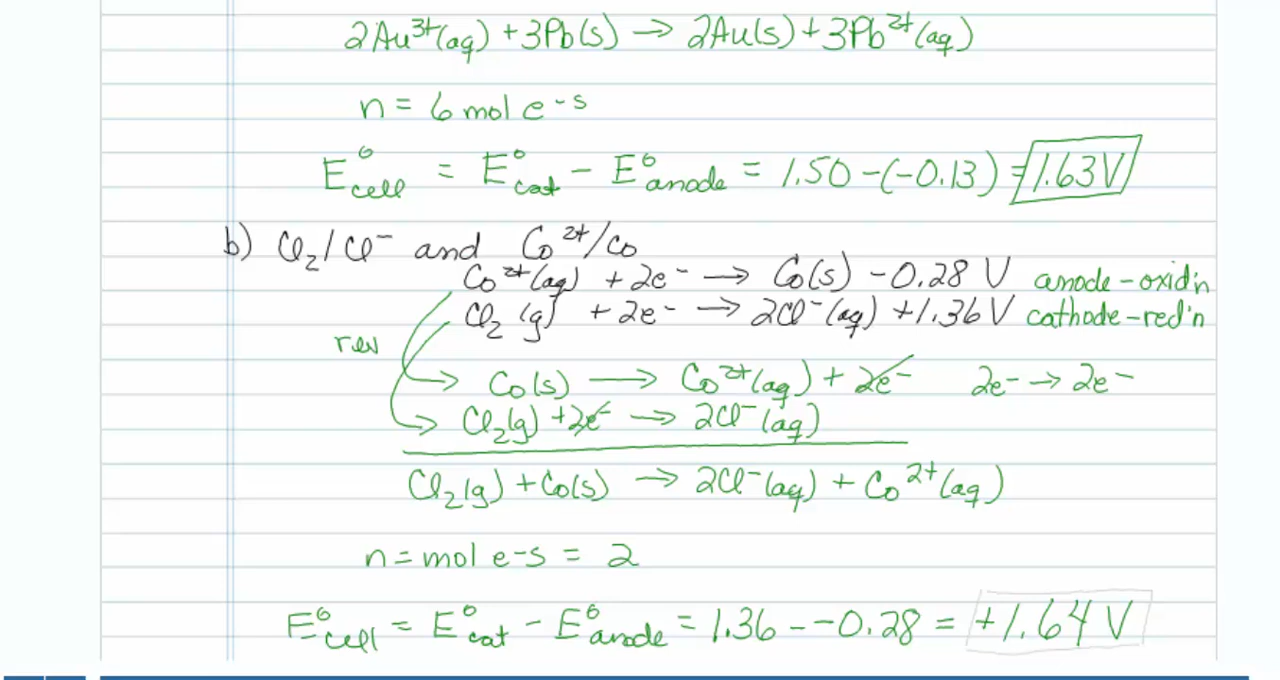 2Au³⁺(aq) + 3Pb(s) → 2Au(s) + 3Pb²⁺(aq)
n = 6 mol e-s
E°cell = E°cat - E°anode = 1.50 -(-0.13) = 1.63 V
b) Cl₂/Cl⁻ and Co²⁺/Co
Co²⁺(aq) + 2e⁻ → Co(s) -0.28 V anode-oxid'n
Cl₂(g) + 2e⁻ → 2Cl⁻(aq) +1.36 V cathode-red'n
rev
Co(s) → Co²⁺(aq) + 2e⁻ 2e⁻ → 2e⁻
Cl₂(g) + 2e⁻ → 2Cl⁻(aq)
Cl₂(g) + Co(s) → 2Cl⁻(aq) + Co²⁺(aq)
n = mol e-s = 2
E°cell = E°cat - E°anode = 1.36 - -0.28 = +1.64 V